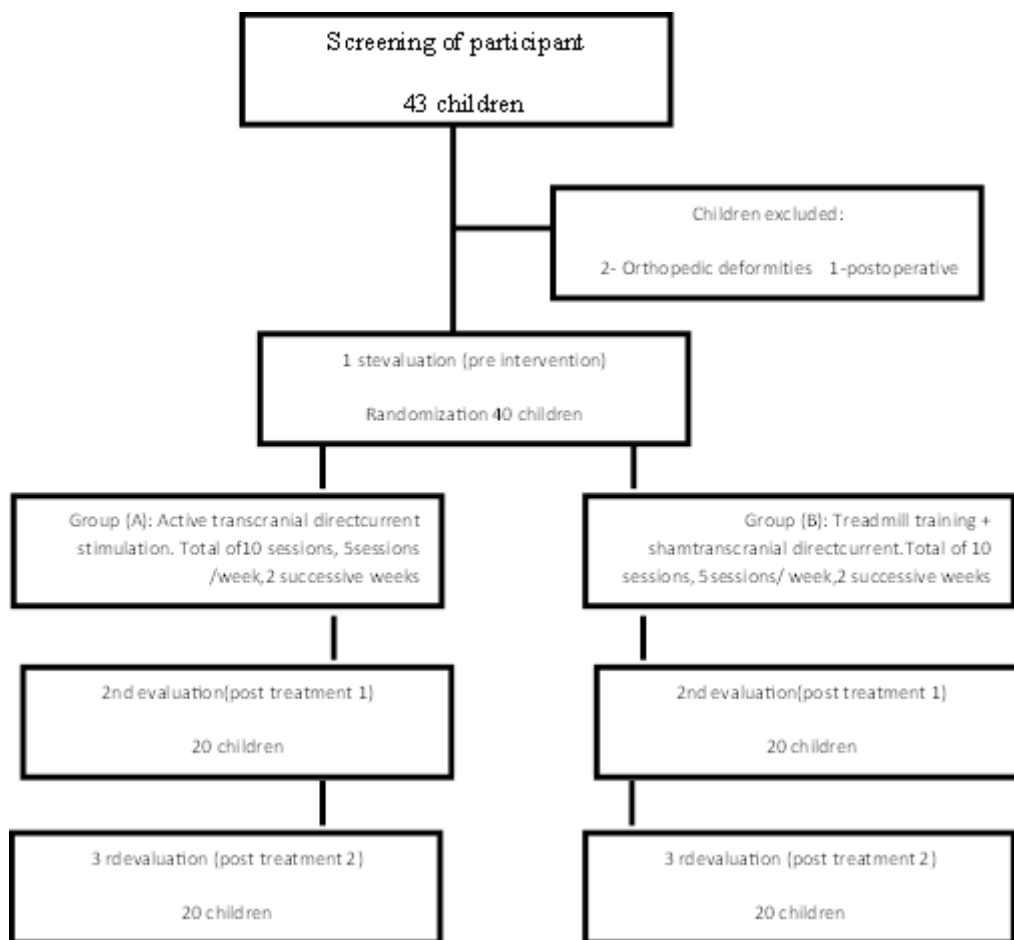 Screening of participant
43 children
Children excluded:
2- Orthopedic deformities 1-postoperative
1 stevaluation (pre intervention)
Randomization 40 children
Group (A): Active transcranial directcurrent
stimulation. Total of10 sessions, 5sessions
/week,2 successive weeks
Group (B): Treadmill training +
shamtranscranial directcurrent.Total of 10
sessions, 5sessions/ week,2 successive weeks
2nd evaluation(post treatment 1)
20 children
2nd evaluation(post treatment 1)
20 children
3 rdevaluation (post treatment 2)
20 children
3 rdevaluation (post treatment 2)
20 children